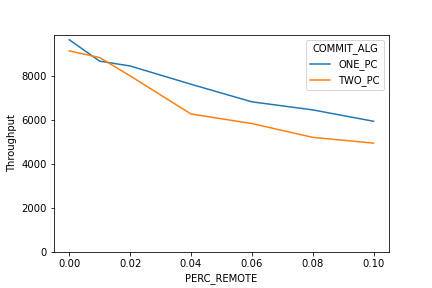 COMMIT_ALG
ONE_PC
TWO_PC
8000
6000
4000
2000
0
Throughput
0.00 0.02 0.04 0.06 0.08 0.10
PERC_REMOTE